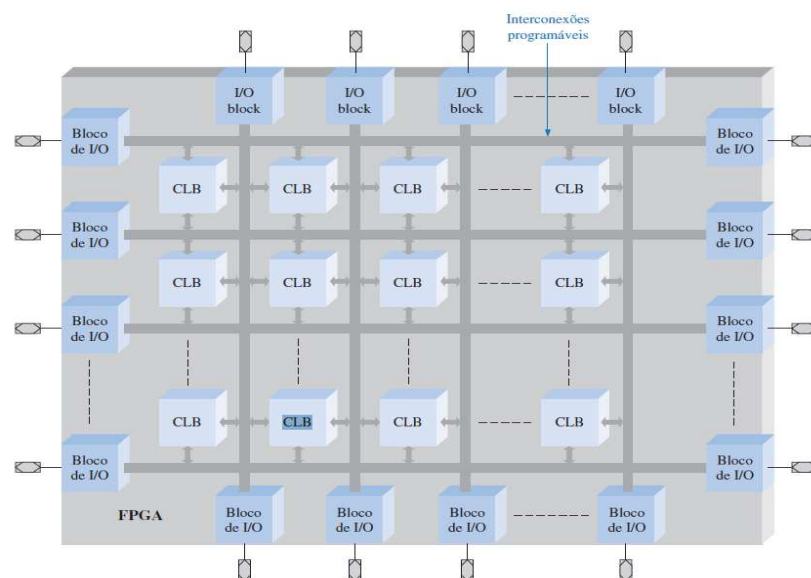 Interconexões
programáveis
I/O
block
I/O
block
I/O
block
I/O
block
Bloco
de I/O
Bloco
de I/O
CLB
CLB
CLB
CLB
Bloco
de I/O
Bloco
de I/O
CLB
CLB
CLB
CLB
Bloco
de I/O
Bloco
de I/O
CLB
CLB
CLB
CLB
Bloco
de I/O
Bloco
de I/O
FPGA
Bloco
de I/O
Bloco
de I/O
Bloco
de I/O
Bloco
de I/O